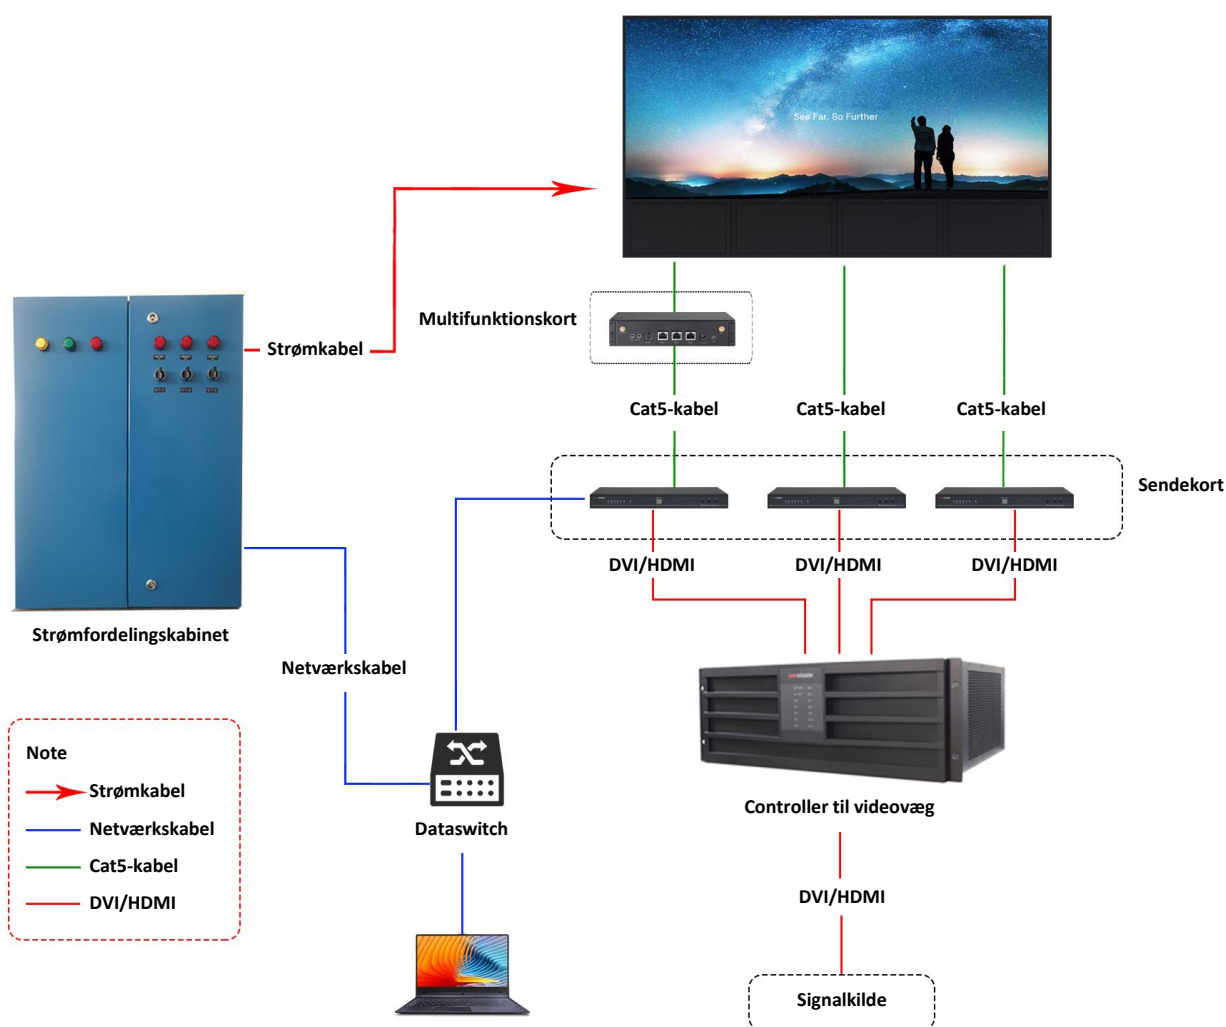 See Far, Go Further
Multifunktionskort
Strømkabel
Cat5-kabel
Cat5-kabel
Cat5-kabel
Sendekort
DVI/HDMI
DVI/HDMI
DVI/HDMI
Strømfordelingskabinet
Netværkskabel
HIKVISION
Note
Strømkabel
Netværkskabel
Cat5-kabel
DVI/HDMI
Dataswitch
Controller til videovæg
DVI/HDMI
Signalkilde